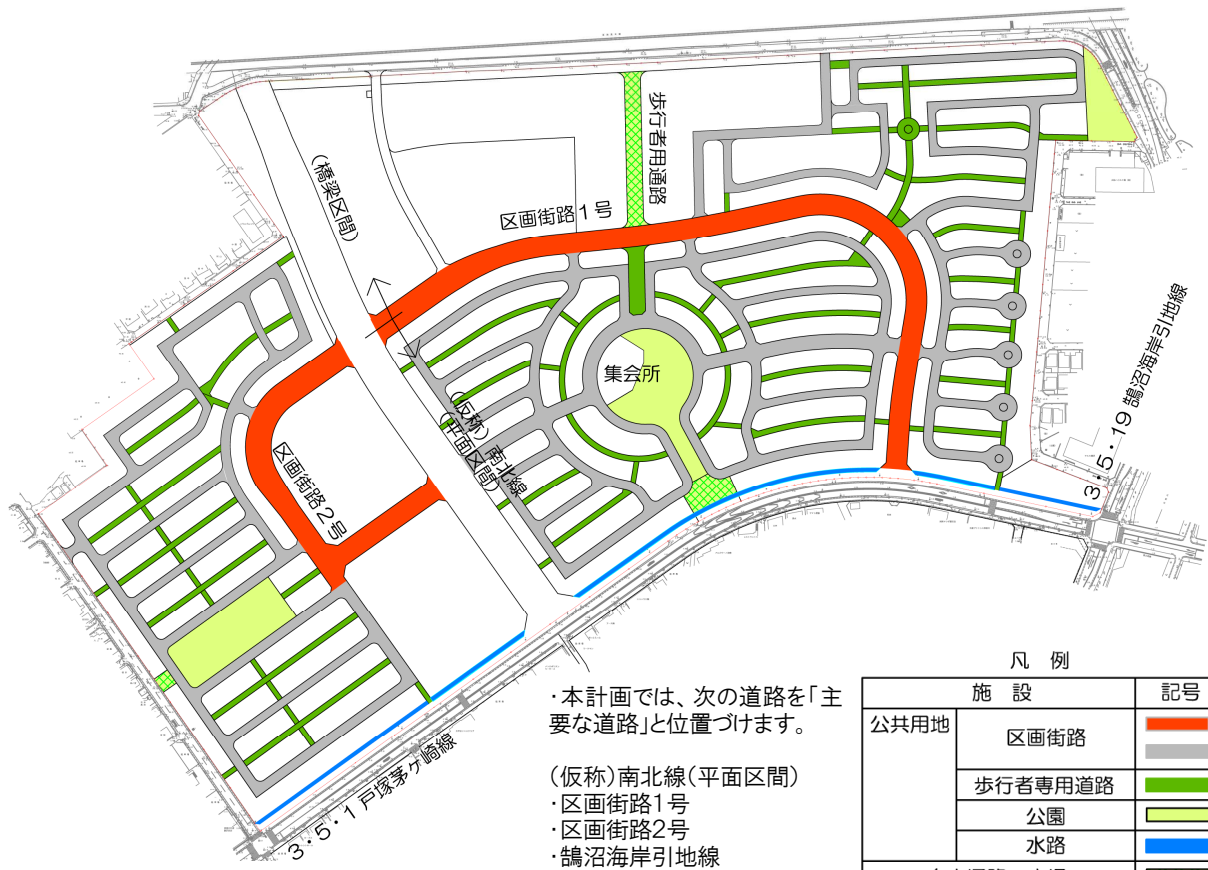 歩行者用通路
(橋梁区間)
区画街路1号
集会所
3・5・19 鵠沼海岸引地線
(仮称)南北線
(平面区間)
区画街路2号
3・5・1 戸塚茅ヶ崎線
・本計画では、次の道路を「主
要な道路」と位置づけます。
(仮称)南北線(平面区間)
・区画街路1号
・区画街路2号
・鵠沼海岸引地線
凡 例
施 設 記号
公共用地 区画街路
歩行者専用道路
公園
水路